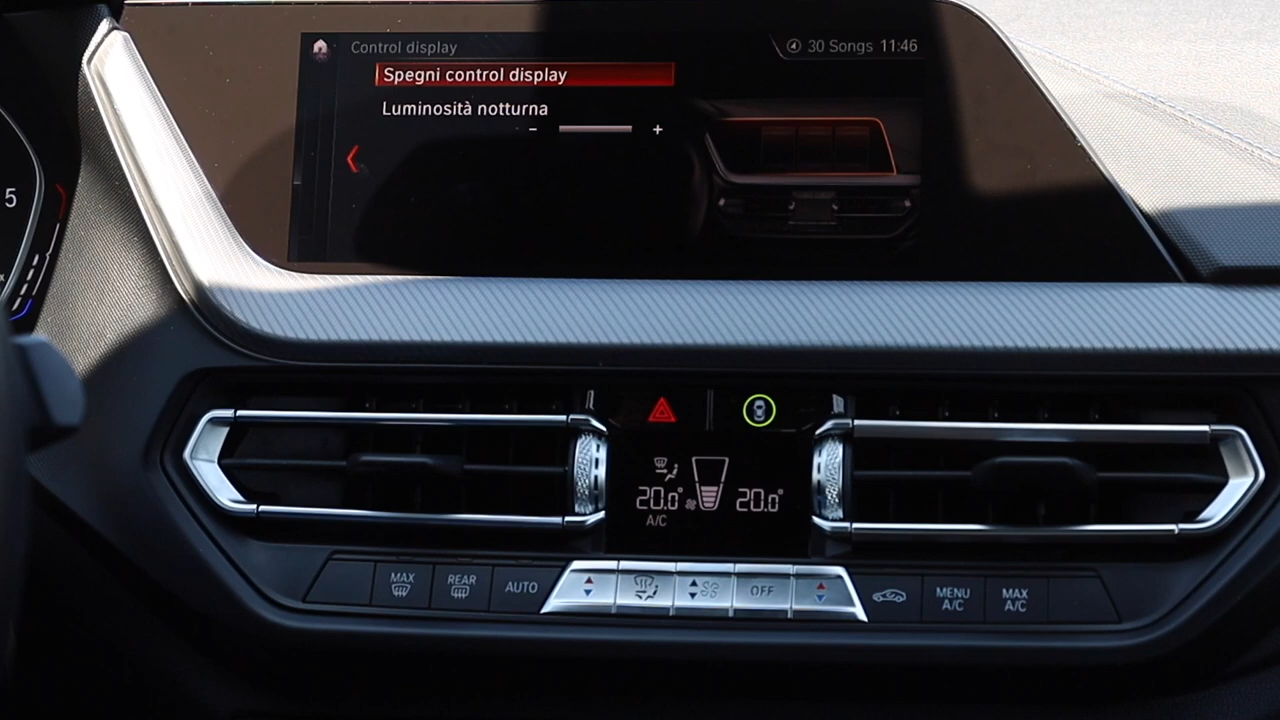 Control display
30 Songs 11:46
Spegni control display
Luminosità notturna
- +
5
20.0° 20.0°
A/C
MAX
REAR
AUTO
OFF
MENU
A/C
MAX
A/C